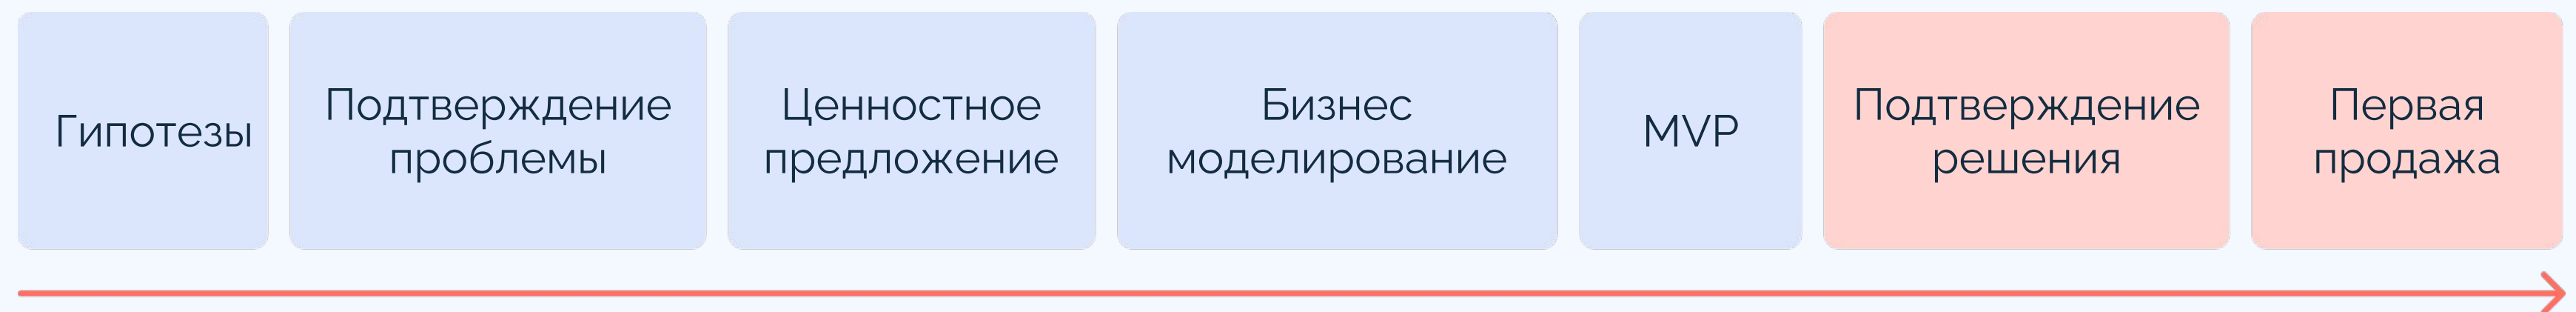 Гипотезы
Подтверждение
проблемы
Ценностное
предложение
Бизнес
моделирование
MVP
Подтверждение
решения
Первая
продажа